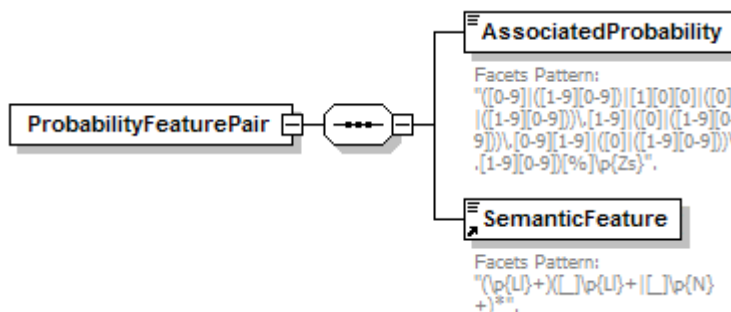 AssociatedProbability
Facets Pattern:
"([0-9]|([1-9][0-9])|[1][0][0]|([0]
|([1-9][0-9]))\.[1-9]|([0]|([1-9][0-
9]))\.[0-9][1-9]|([0]|([1-9][0-9]))\
.[1-9][0-9])[%]\p{Zs}".
ProbabilityFeaturePair
SemanticFeature
Facets Pattern:
"(\p{Ll}+)([_]\p{Ll}+|[_]\p{N}
+)*".